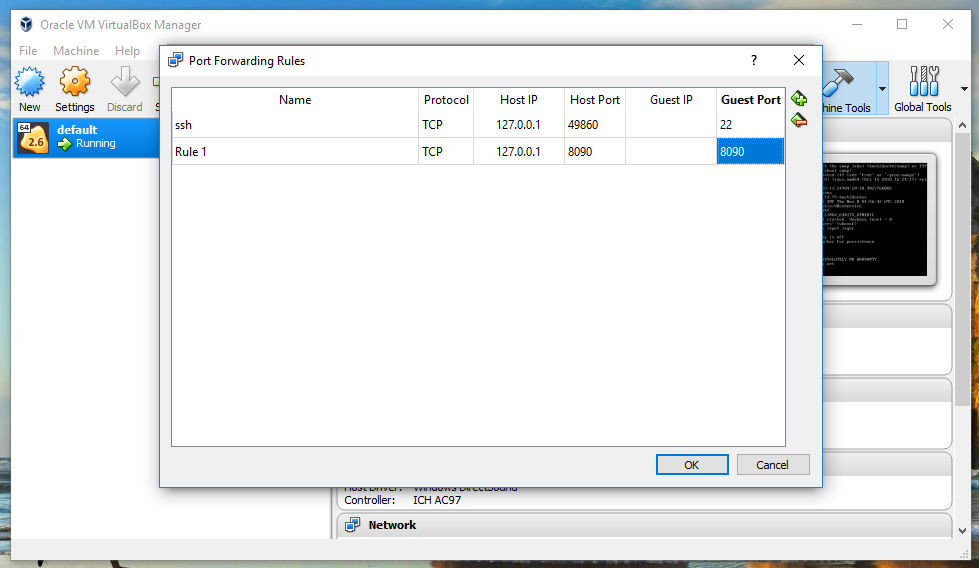 Oracle VM VirtualBox Manager
File Machine Help
New Settings Discard
hine Tools Global Tools
64
2.6
default
Running
Port Forwarding Rules
?
Name Protocol Host IP Host Port Guest IP Guest Port
ssh TCP 127.0.0.1 49860 22
Rule 1 TCP 127.0.0.1 8090 8090
OK Cancel
Host Driver: Windows DirectSound
Controller: ICH AC97
Network